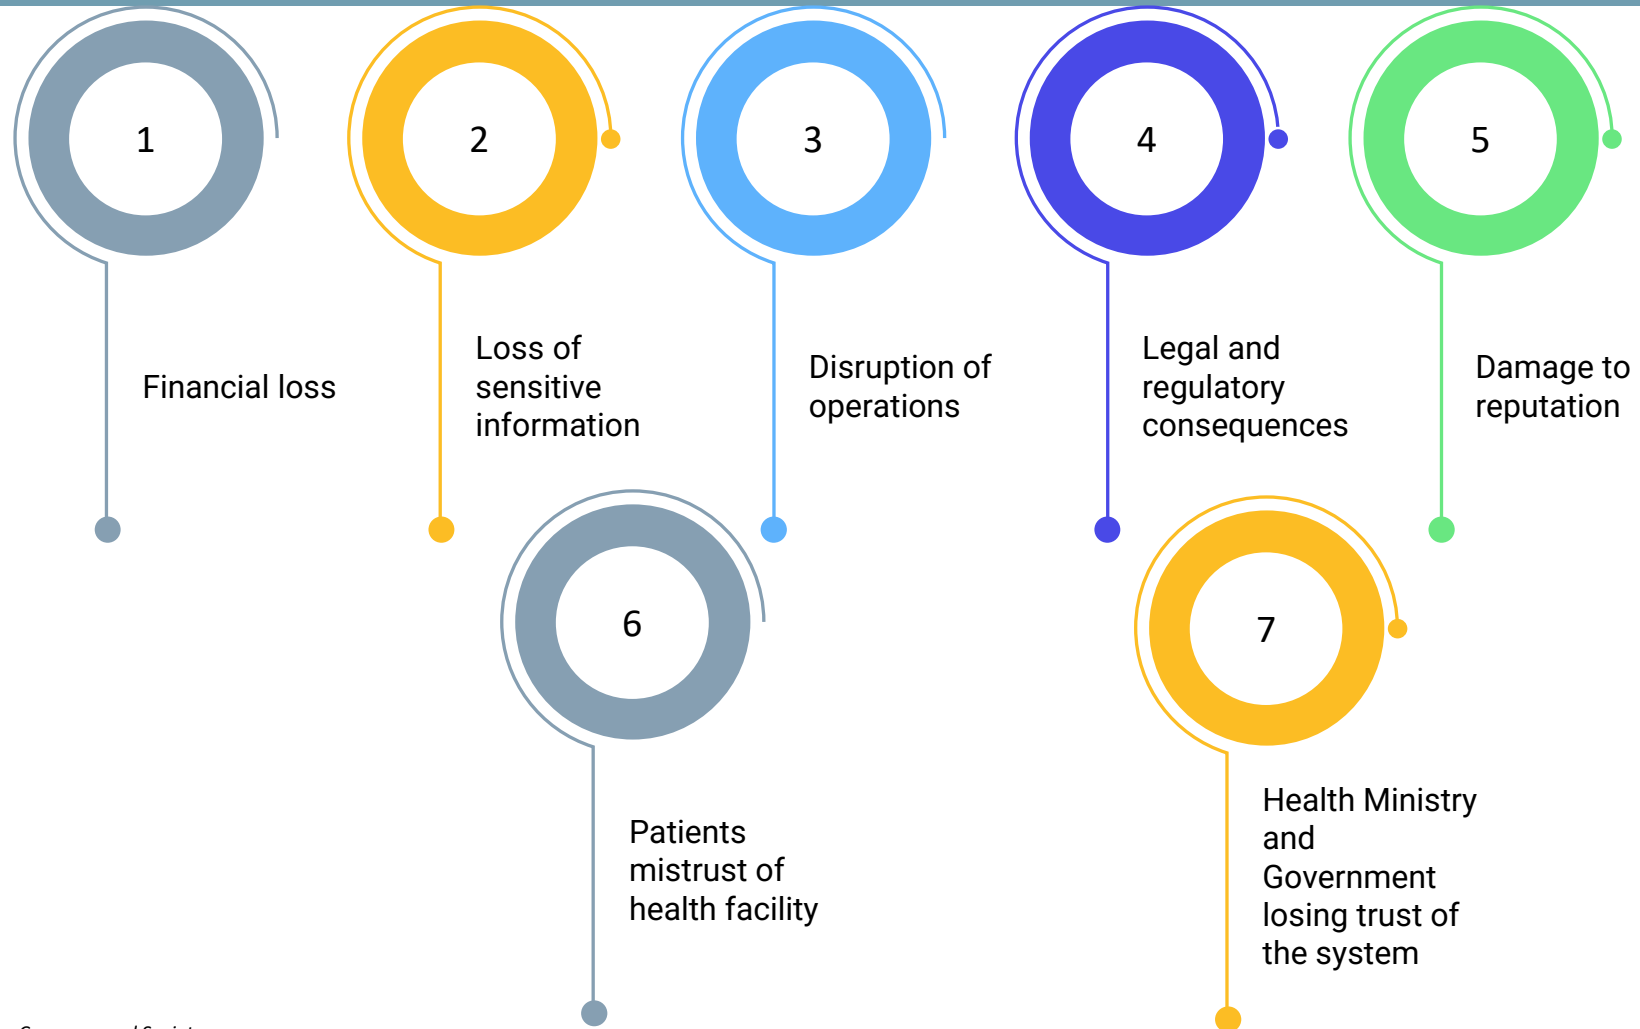 1
2
3
4
5
Financial loss
Loss of
sensitive
information
Disruption of
operations
Legal and
regulatory
consequences
Damage to
reputation
6
7
Patients
mistrust of
health facility
Health Ministry
and
Government
losing trust of
the system